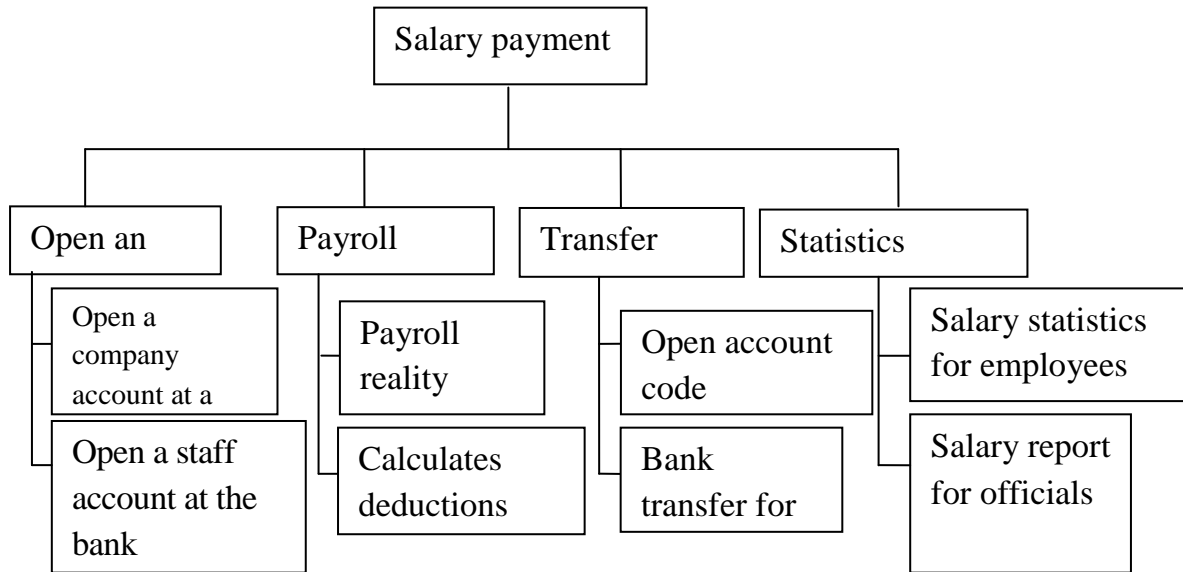 Salary payment
Open an
Payroll
Transfer
Statistics
Open a
company
account at a
Open a staff
account at the
bank
Payroll
reality
Calculates
deductions
Open account
code
Bank
transfer for
Salary statistics
for employees
Salary report
for officials